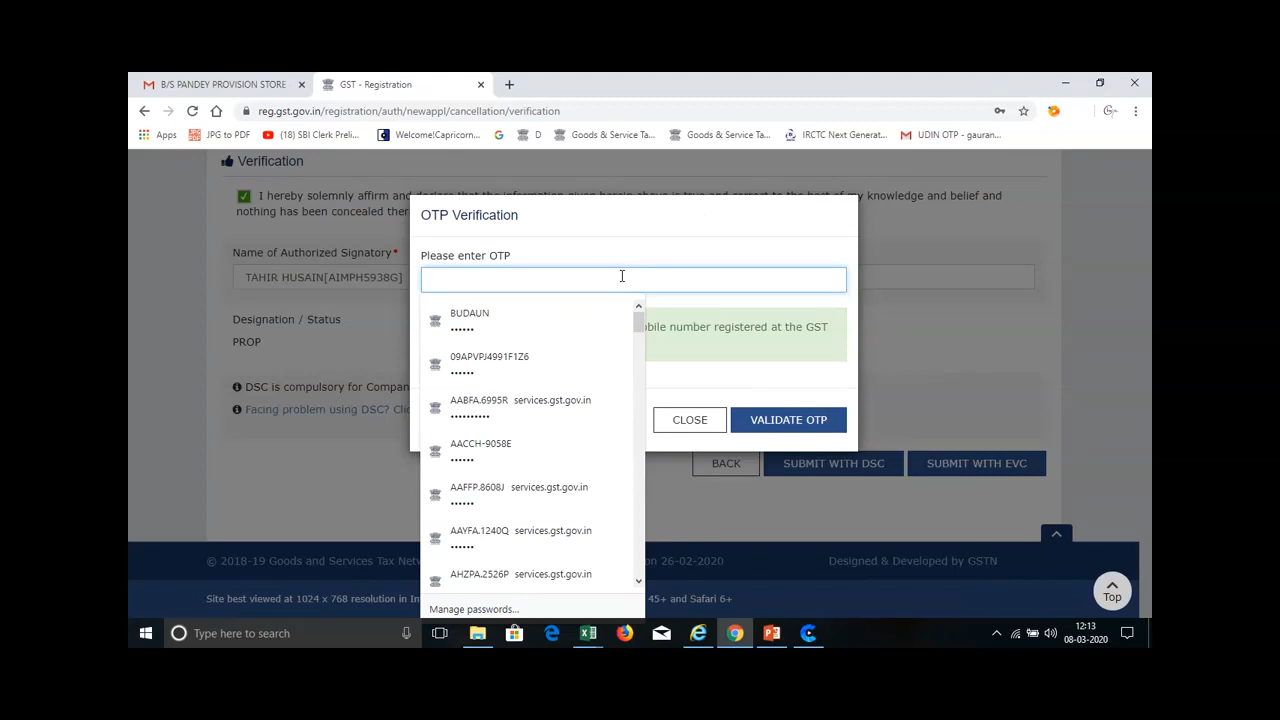 B/S PANDEY PROVISION STORE
GST - Registration
reg.gst.gov.in/registration/auth/newappl/cancellation/verification
Apps JPG to PDF (18) SBI Clerk Preli... Welcome!Capricorn... D Goods & Service Ta... Goods & Service Ta... IRCTC Next Generat... UDIN OTP - gauran...
Verification
I hereby solemnly affirm and declare that the information given herein above is true and correct to the best of my knowledge and belief and
nothing has been concealed
OTP Verification
Please enter OTP
Name of Authorized Signatory*
TAHIR HUSAIN[AIMPH5938G]
Designation / Status
PROP
BUDAUN
••••••
mobile number registered at the GST
09APVPJ4991F1Z6
••••••
AABFA.6995R services.gst.gov.in
••••••••••
AACCH-9058E
••••••
AAFFP.8608J services.gst.gov.in
••••••
AAYFA.1240Q services.gst.gov.in
••••••
AHZPA.2526P services.gst.gov.in
Manage passwords...
DSC is compulsory for Compan
Facing problem using DSC? Cli
CLOSE
VALIDATE OTP
BACK
SUBMIT WITH DSC
SUBMIT WITH EVC
© 2018-19 Goods and Services Tax Net
on 26-02-2020
Designed & Developed by GSTN
Site best viewed at 1024 x 768 resolution in In
45+ and Safari 6+
Top
Type here to search
12:13
08-03-2020